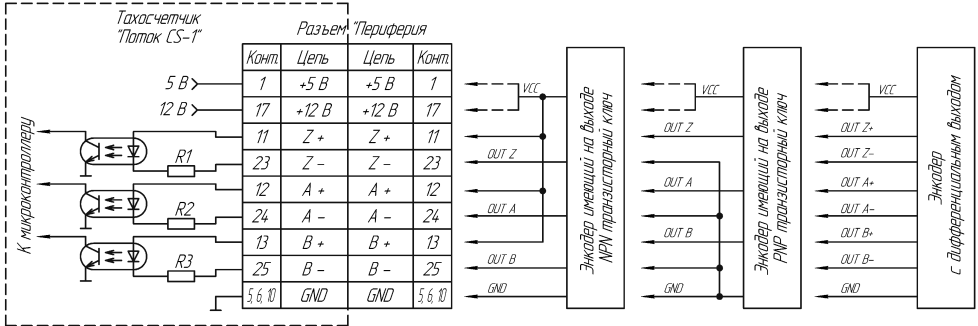 Тахосчетчик
"Поток CS-1"
Разъем "Периферия
Конт. Цепь Цепь Конт.
5 В 1 +5 В +5 В 1
12 В 17 +12 В +12 В 17
11 Z + Z + 11
R1 23 Z - Z - 23
12 A + A + 12
R2 24 A - A - 24
13 B + B + 13
R3 25 B - B - 25
5, 6, 10 GND GND 5, 6, 10
К микроконтроллеру
VCC
OUT Z
OUT A
OUT B
GND
Энкодер имеющий на выходе
NPN транзисторный ключ
VCC
OUT Z
OUT A
OUT B
GND
Энкодер имеющий на выходе
PNP транзисторный ключ
VCC
OUT Z+
OUT Z-
OUT A+
OUT A-
OUT B+
OUT B-
GND
Энкодер
с дифференциальным выходом